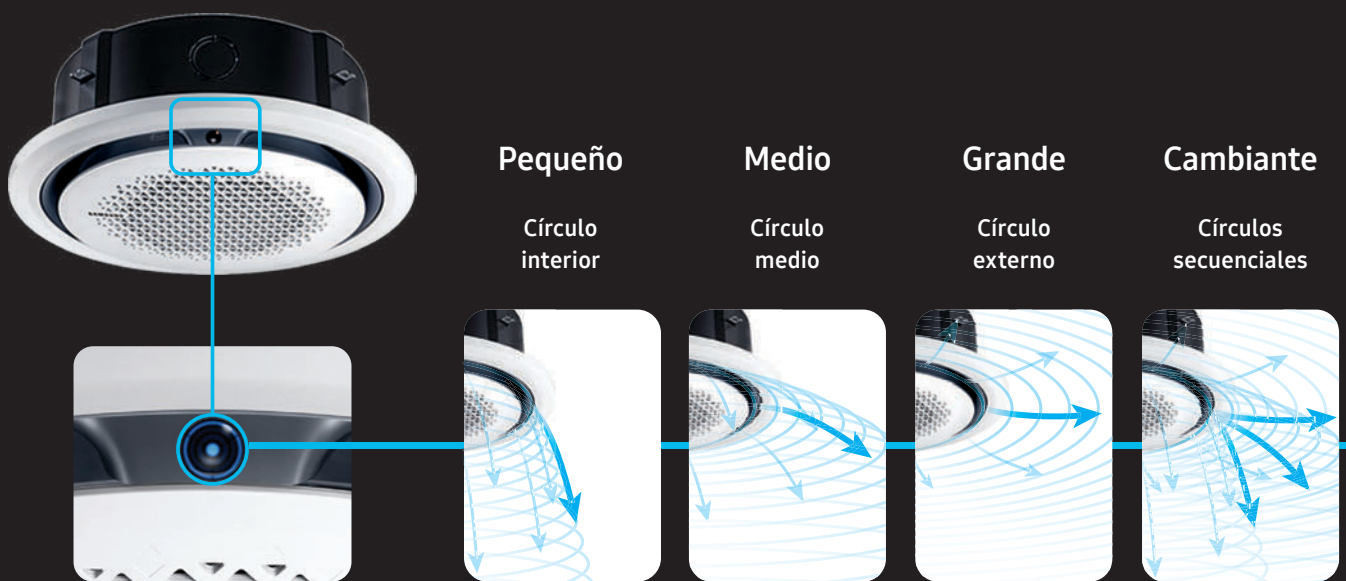 Pequeño
Medio
Grande
Cambiante
Círculo
interior
Círculo
medio
Círculo
externo
Círculos
secuenciales